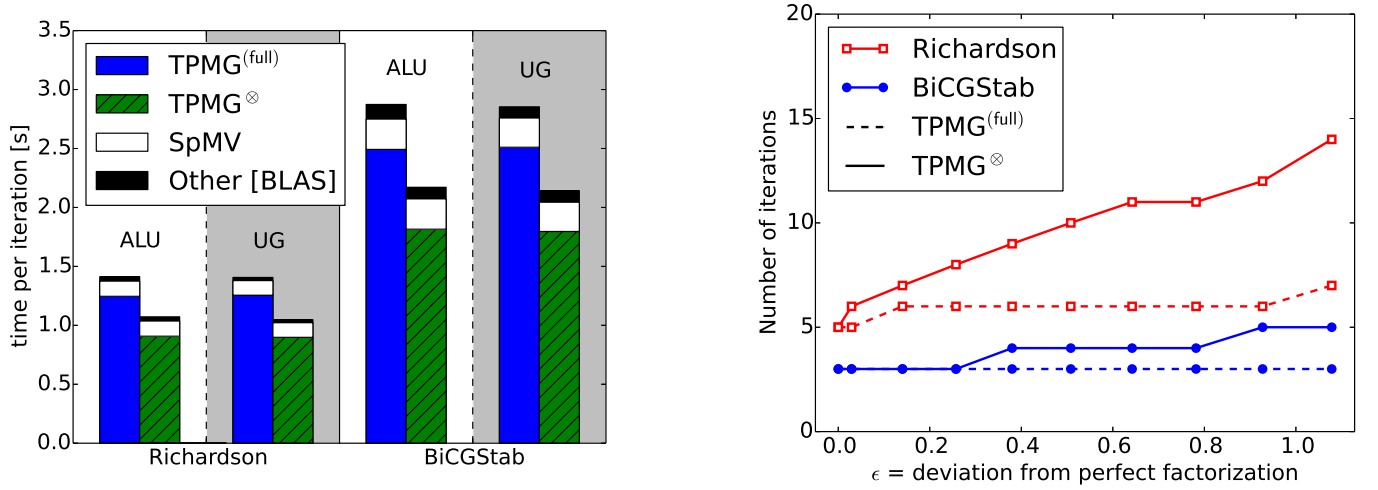 3.5
3.0
2.5
2.0
1.5
1.0
0.5
0.0
time per iteration [s]
TPMG(full)
TPMG⊗
SpMV
Other [BLAS]
ALU
UG
ALU
UG
Richardson
BiCGStab
20
15
10
5
0
Number of iterations
Richardson
BiCGStab
TPMG(full)
TPMG⊗
0.0
0.2
0.4
0.6
0.8
1.0
ϵ = deviation from perfect factorization